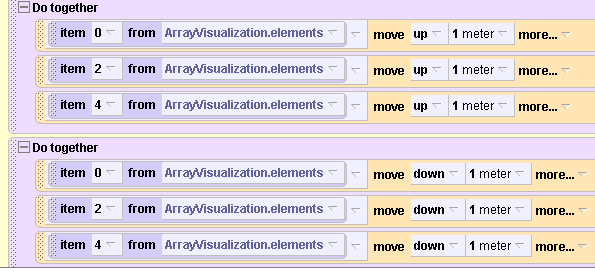 Do together
item 0 from ArrayVisualization.elements move up 1 meter more...
item 2 from ArrayVisualization.elements move up 1 meter more...
item 4 from ArrayVisualization.elements move up 1 meter more...
Do together
item 0 from ArrayVisualization.elements move down 1 meter more...
item 2 from ArrayVisualization.elements move down 1 meter more...
item 4 from ArrayVisualization.elements move down 1 meter more...